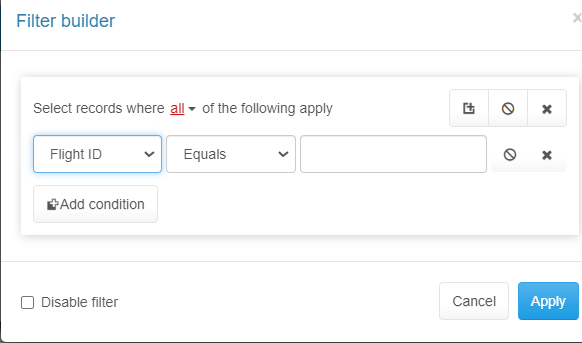 Filter builder
Select records where all of the following apply
Flight ID Equals
Add condition
Disable filter Cancel Apply